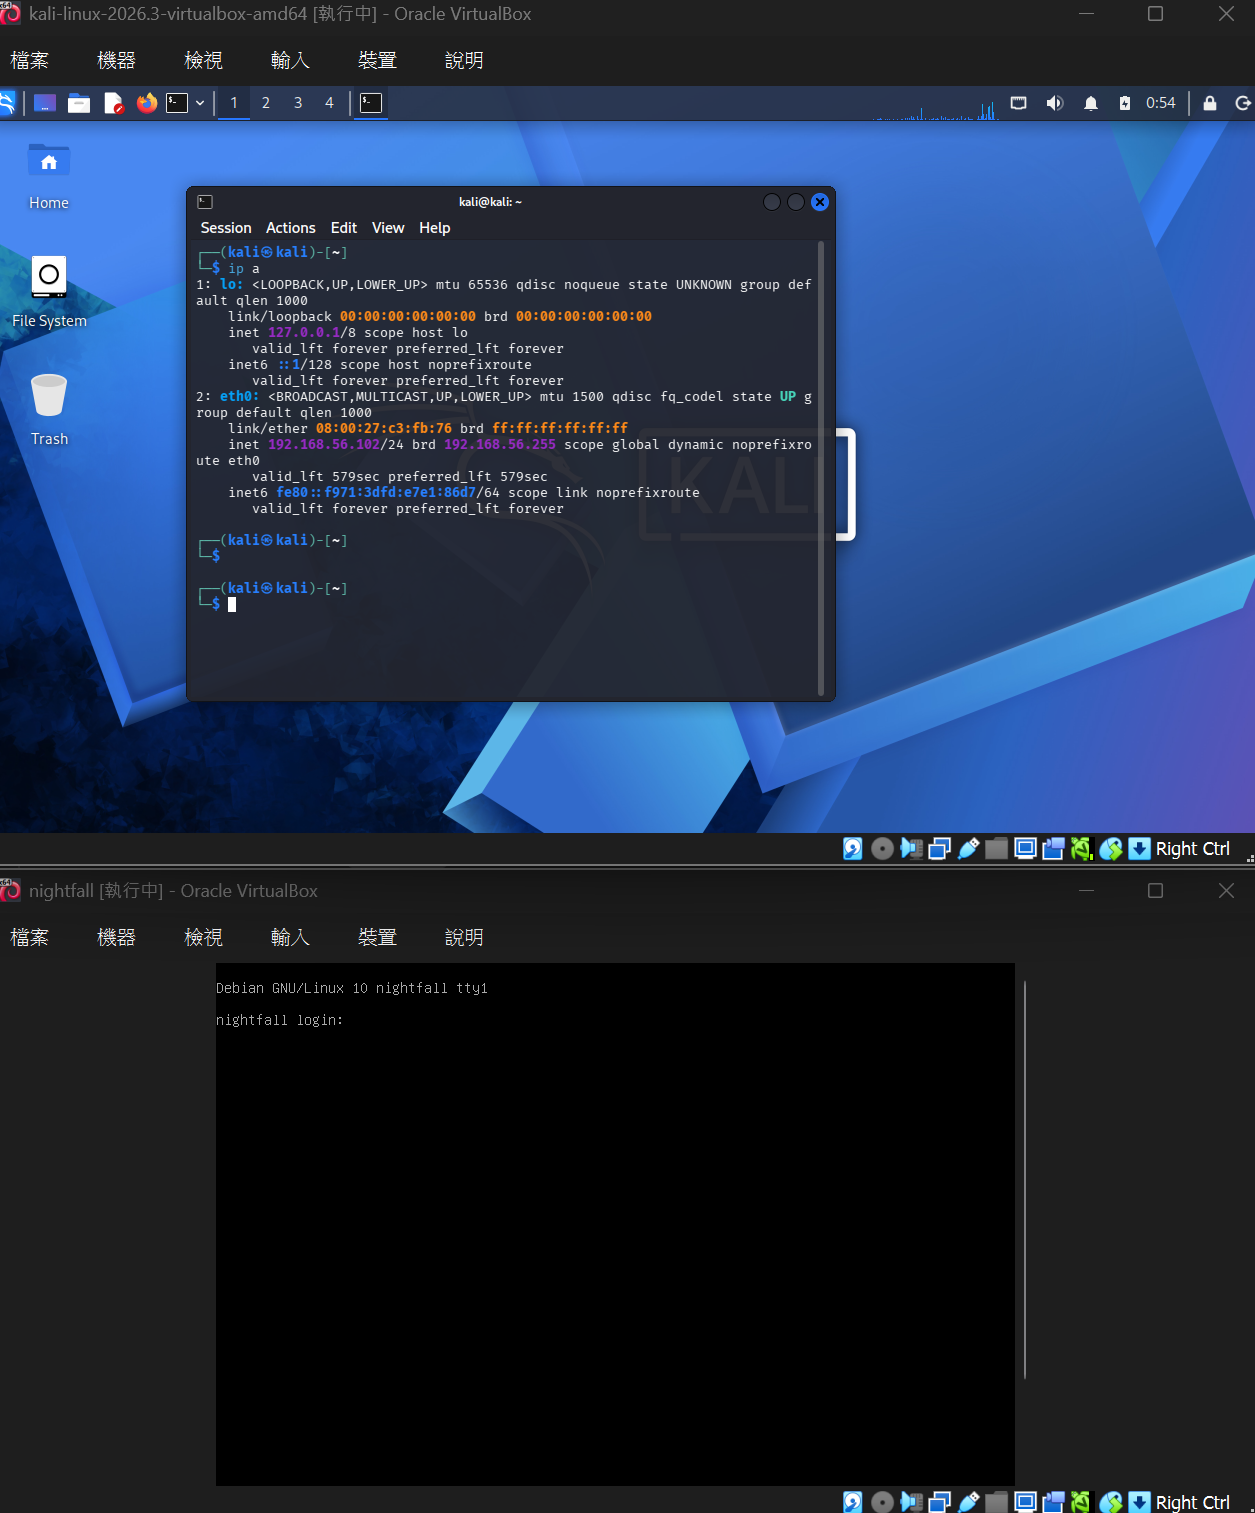 kali-linux-2026.3-virtualbox-amd64 [執行中] - Oracle VirtualBox
檔案 機器 檢視 輸入 裝置 說明
1 2 3 4 0:54
Home
File System
Trash
kali@kali: ~
Session Actions Edit View Help
┌──(kali㉿kali)-[~]
└─$ ip a
1: lo: <LOOPBACK,UP,LOWER_UP> mtu 65536 qdisc noqueue state UNKNOWN group def
ault qlen 1000
link/loopback 00:00:00:00:00:00 brd 00:00:00:00:00:00
inet 127.0.0.1/8 scope host lo
valid_lft forever preferred_lft forever
inet6 ::1/128 scope host noprefixroute
valid_lft forever preferred_lft forever
2: eth0: <BROADCAST,MULTICAST,UP,LOWER_UP> mtu 1500 qdisc fq_codel state UP g
roup default qlen 1000
link/ether 08:00:27:c3:fb:76 brd ff:ff:ff:ff:ff:ff
inet 192.168.56.102/24 brd 192.168.56.255 scope global dynamic noprefixro
ute eth0
valid_lft 579sec preferred_lft 579sec
inet6 fe80::f971:3dfd:e7e1:86d7/64 scope link noprefixroute
valid_lft forever preferred_lft forever
┌──(kali㉿kali)-[~]
└─$
┌──(kali㉿kali)-[~]
└─$
KALI
Right Ctrl
nightfall [執行中] - Oracle VirtualBox
檔案 機器 檢視 輸入 裝置 說明
Debian GNU/Linux 10 nightfall tty1
nightfall login:
Right Ctrl